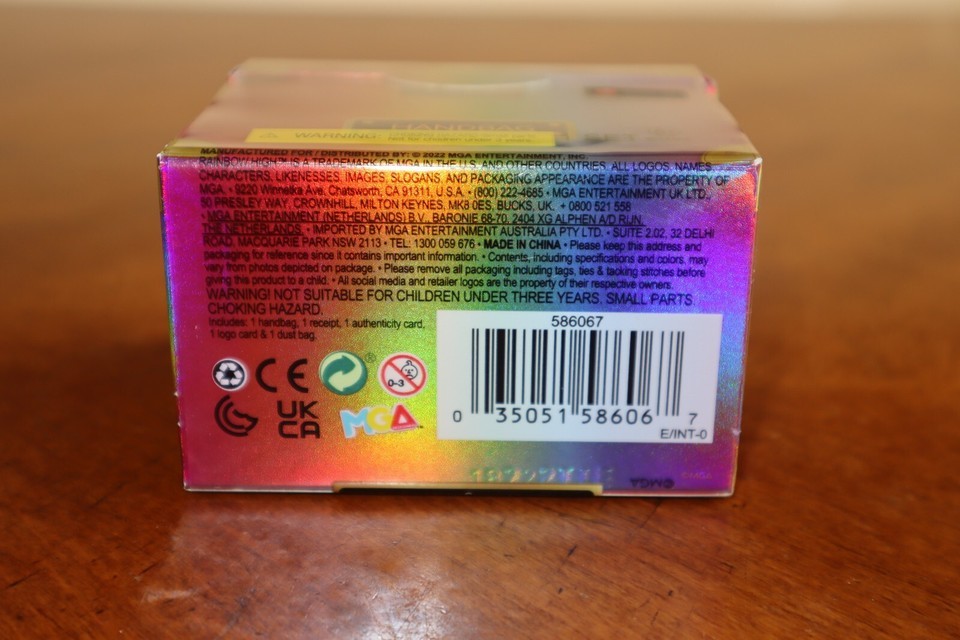 HANDBAG
WARNING:
MANUFACTURED FOR / DISTRIBUTED BY: © 2022 MGA ENTERTAINMENT, INC.
RAINBOW HIGH™ IS A TRADEMARK OF MGA IN THE U.S. AND OTHER COUNTRIES. ALL LOGOS, NAMES,
CHARACTERS, LIKENESSES, IMAGES, SLOGANS, AND PACKAGING APPEARANCE ARE THE PROPERTY OF
MGA. • 9220 Winnetka Ave. Chatsworth, CA 91311, U.S.A. • (800) 222-4685 • MGA ENTERTAINMENT UK LTD.,
50 PRESLEY WAY, CROWNHILL, MILTON KEYNES, MK8 0ES, BUCKS, UK. + 0800 521 558
• MGA ENTERTAINMENT (NETHERLANDS) B.V. BARONIE 68-70, 2404 XG ALPHEN A/D RIJN,
THE NETHERLANDS. • IMPORTED BY MGA ENTERTAINMENT AUSTRALIA PTY LTD. • SUITE 2.02, 32 DELHI
ROAD, MACQUARIE PARK NSW 2113 • TEL: 1300 059 676 • MADE IN CHINA • Please keep this address and
packaging for reference since it contains important information. • Contents, including specifications and colors, may
vary from photos depicted on package. • Please remove all packaging including tags, ties & tacking stitches before
giving this product to a child. • All social media and retailer logos are the property of their respective owners.
WARNING! NOT SUITABLE FOR CHILDREN UNDER THREE YEARS. SMALL PARTS.
CHOKING HAZARD.
Includes: 1 handbag, 1 receipt, 1 authenticity card,
1 logo card & 1 dust bag.
586067
CE ® 0-3
UK
CA
MGA™
0 35051 58606 7
E/INT-0
©MGA